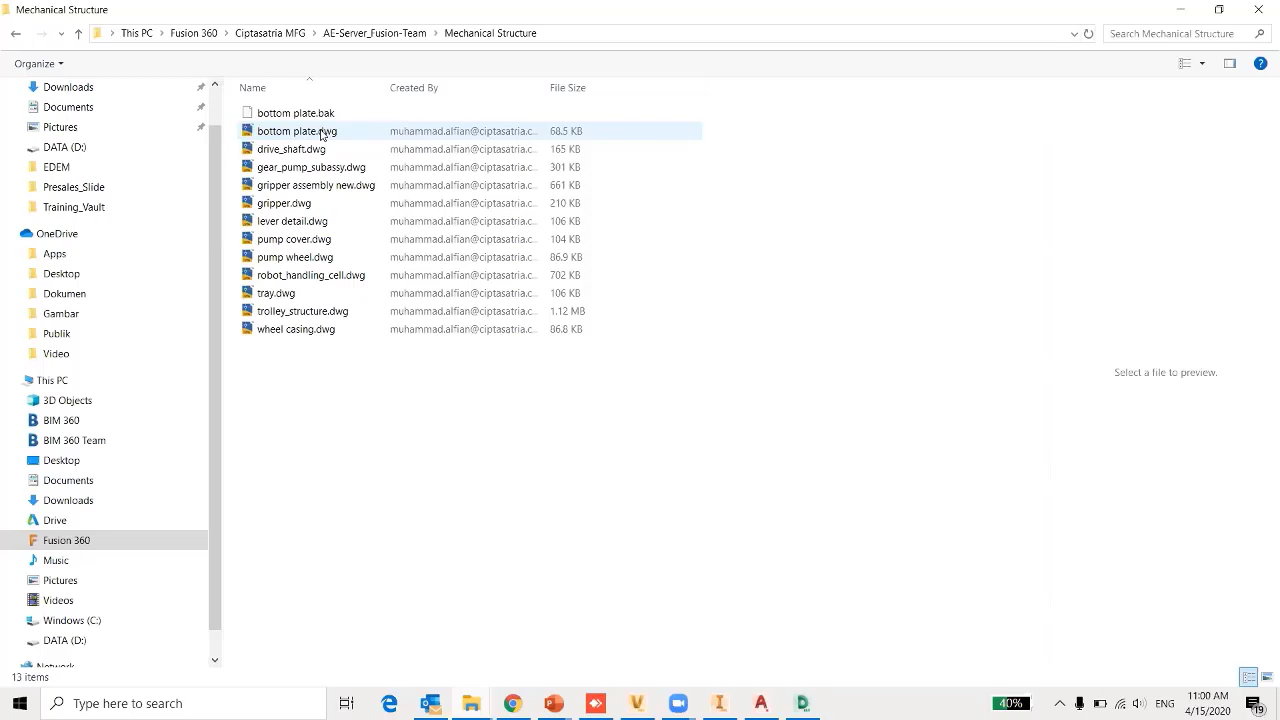 Mechanical Structure
This PC > Fusion 360 > Ciptasatria MFG > AE-Server_Fusion-Team > Mechanical Structure
Search Mechanical Structure
Organize
Downloads
Documents
Pictures
DATA (D:)
EDEM
Presales_Slide
Training_Vault
OneDrive
Apps
Desktop
Dokumen
Gambar
Publik
Video
This PC
3D Objects
BIM 360
BIM 360 Team
Desktop
Documents
Downloads
Drive
Fusion 360
Music
Pictures
Videos
Windows (C:)
DATA (D:)
Network
Name Created By File Size
bottom plate.bak
bottom plate.dwg muhammad.alfian@ciptasatria.c... 68.5 KB
drive_shaft.dwg muhammad.alfian@ciptasatria.c... 165 KB
gear_pump_subassy.dwg muhammad.alfian@ciptasatria.c... 301 KB
gripper assembly new.dwg muhammad.alfian@ciptasatria.c... 661 KB
gripper.dwg muhammad.alfian@ciptasatria.c... 210 KB
lever detail.dwg muhammad.alfian@ciptasatria.c... 106 KB
pump cover.dwg muhammad.alfian@ciptasatria.c... 104 KB
pump wheel.dwg muhammad.alfian@ciptasatria.c... 86.9 KB
robot_handling_cell.dwg muhammad.alfian@ciptasatria.c... 702 KB
tray.dwg muhammad.alfian@ciptasatria.c... 106 KB
trolley_structure.dwg muhammad.alfian@ciptasatria.c... 1.12 MB
wheel casing.dwg muhammad.alfian@ciptasatria.c... 86.8 KB
Select a file to preview.
13 items
Type here to search
40%
ENG
11:00 AM
4/15/2020
19